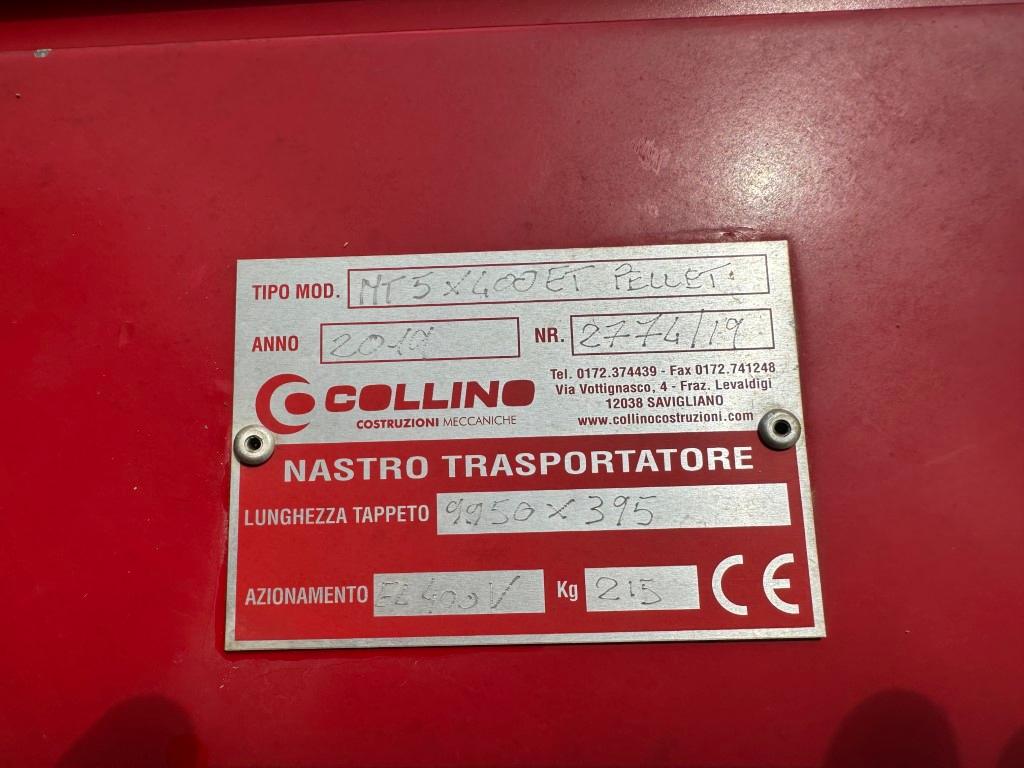 TIPO MOD. MT 5 x 400 ET PELLET
ANNO 2019 NR. 2774/19
COLLINO
COSTRUZIONI MECCANICHE
Tel. 0172.374439 - Fax 0172.741248
Via Vottignasco, 4 - Fraz. Levaldigi
12038 SAVIGLIANO
www.collinocostruzioni.com
NASTRO TRASPORTATORE
LUNGHEZZA TAPPETO 9950 x 395
AZIONAMENTO EL 400 V Kg 215 CE